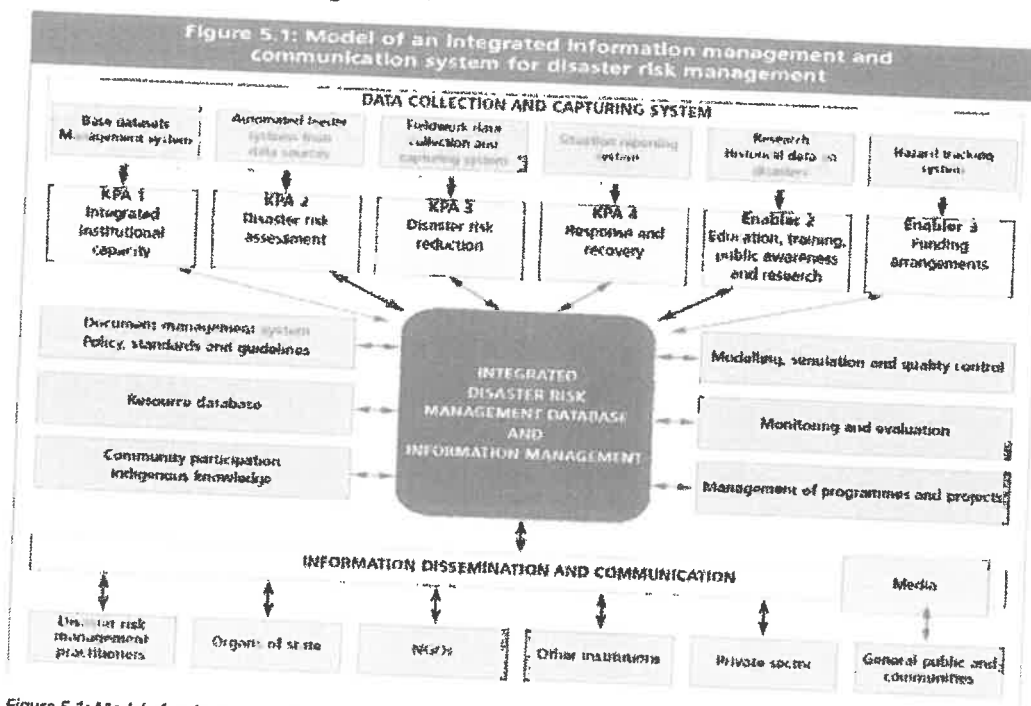 Figure 5.1: Model of an integrated information management and
communication system for disaster risk management
DATA COLLECTION AND CAPTURING SYSTEM
Base datasets
Management system
Automated feeder
systems from
data sources
Fieldwork data
collection and
capturing system
Situation reporting
system
Research
Historical data on
disasters
Hazard tracking
system
KPA 1
Integrated
institutional
capacity
KPA 2
Disaster risk
assessment
KPA 3
Disaster risk
reduction
KPA 4
Response and
recovery
Enabler 2
Education, training,
public awareness
and research
Enabler 3
Funding
arrangements
Document management system
Policy, standards and guidelines
Resource database
Community participation
Indigenous knowledge
INTEGRATED
DISASTER RISK
MANAGEMENT DATABASE
AND
INFORMATION MANAGEMENT
Modelling, simulation and quality control
Monitoring and evaluation
Management of programmes and projects
INFORMATION DISSEMINATION AND COMMUNICATION
Media
Disaster risk
management
practitioners
Organs of state
NGOs
Other institutions
Private sector
General public and
communities
Figure 5.1: